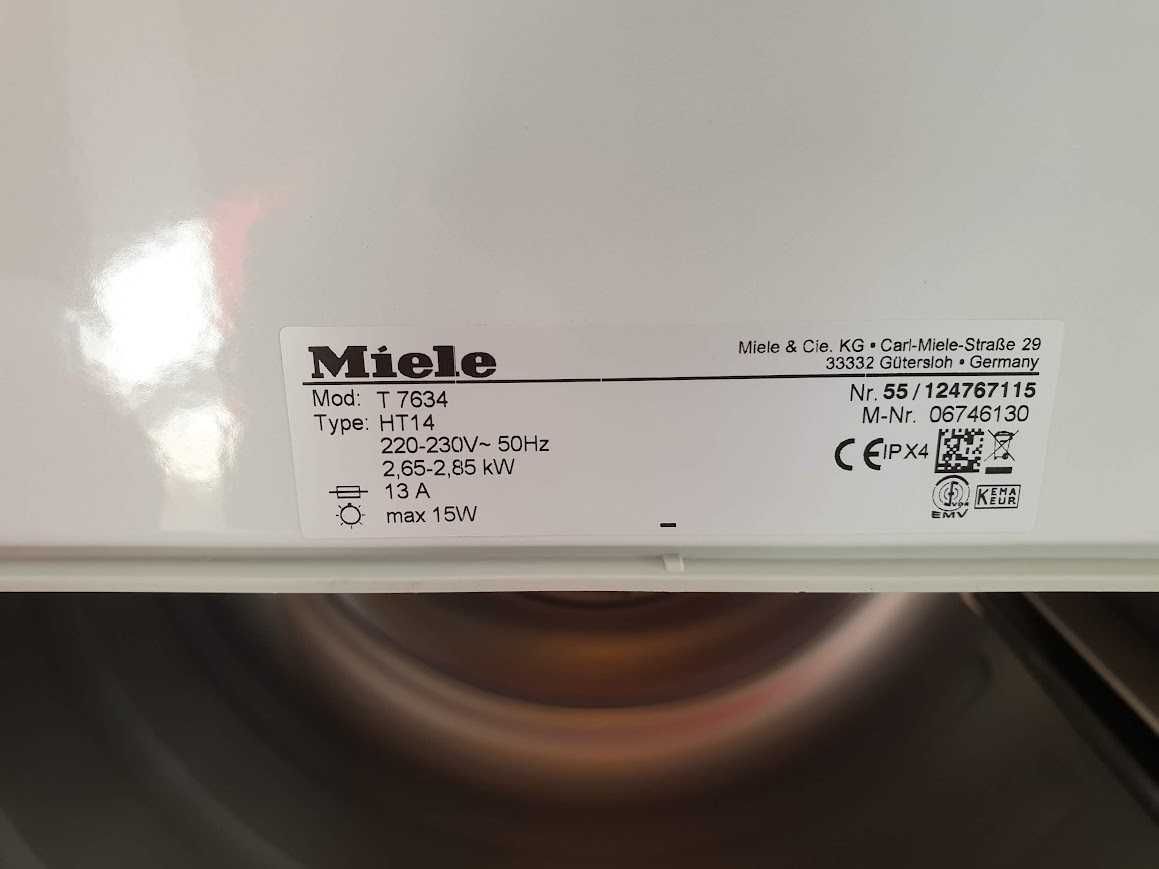 Miele
Miele & Cie. KG • Carl-Miele-Straße 29
33332 Gütersloh • Germany
Mod: T 7634
Type: HT14
220-230V~ 50Hz
2,65-2,85 kW
13 A
max 15W
Nr. 55 / 124767115
M-Nr. 06746130
CE IPX4
VDE
EMV
KEMA
KEUR